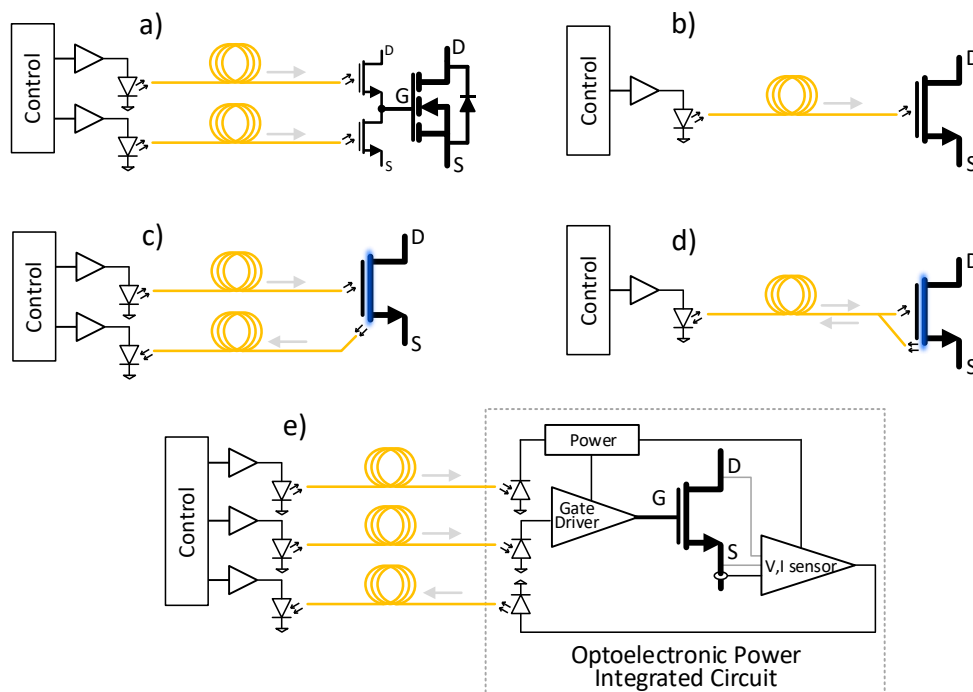 a)
Control
D
G
S
D
S
b)
Control
D
S
c)
Control
D
S
d)
Control
D
S
e)
Control
Power
Gate
Driver
G
D
S
V,I sensor
Optoelectronic Power
Integrated Circuit